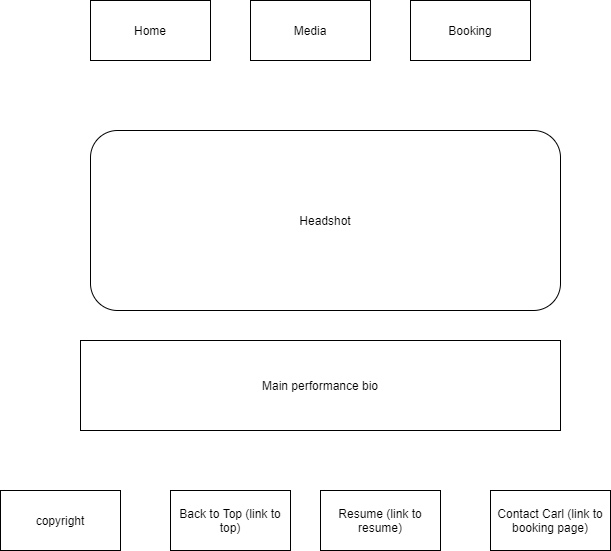 Home
Media
Booking
Headshot
Main performance bio
copyright
Back to Top (link to
top)
Resume (link to
resume)
Contact Carl (link to
booking page)